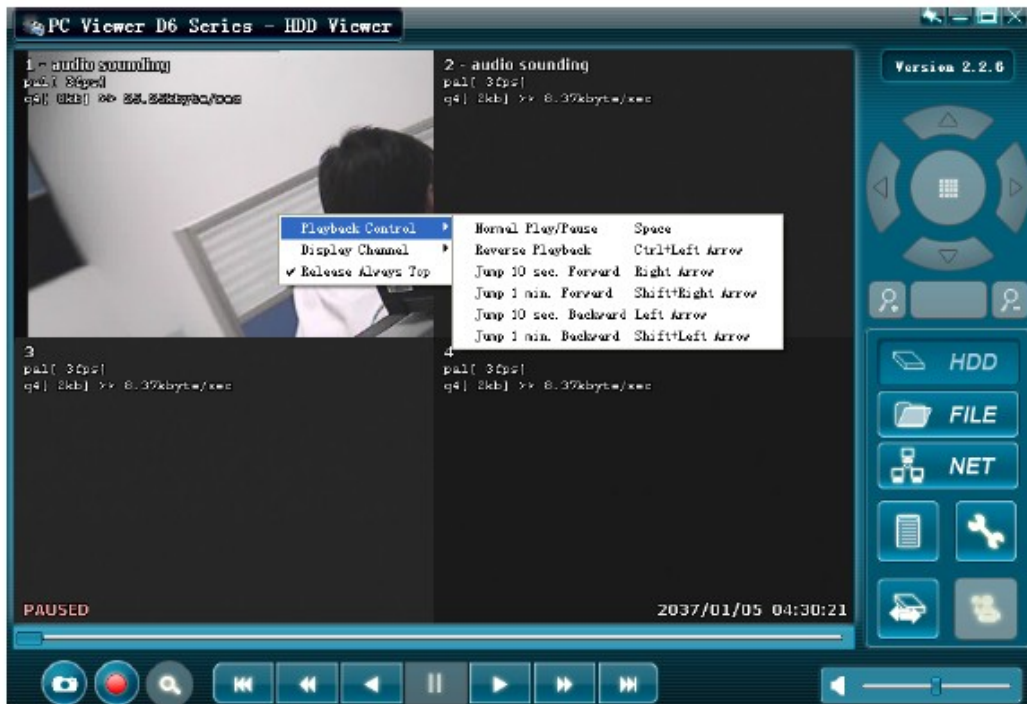 PC Viewer D6 Series - HDD Viewer
Version 2.2.6
1 - audio sounding
pal[ 3fps]
q4[ 8kb] >>
2 - audio sounding
pal[ 3fps]
q4[ 2kb] >> 8.37kbyte/sec
Playback Control
Display Channel
✓ Release Always Top
Normal Play/Pause Space
Reverse Playback Ctrl+Left Arrow
Jump 10 sec. Forward Right Arrow
Jump 1 min. Forward Shift+Right Arrow
Jump 10 sec. Backward Left Arrow
Jump 1 min. Backward Shift+Left Arrow
3
pal[ 3fps]
q4[ 2kb] >> 8.37kbyte/sec
4
pal[ 3fps]
q4[ 2kb] >> 8.37kbyte/sec
HDD
FILE
NET
PAUSED
2037/01/05 04:30:21